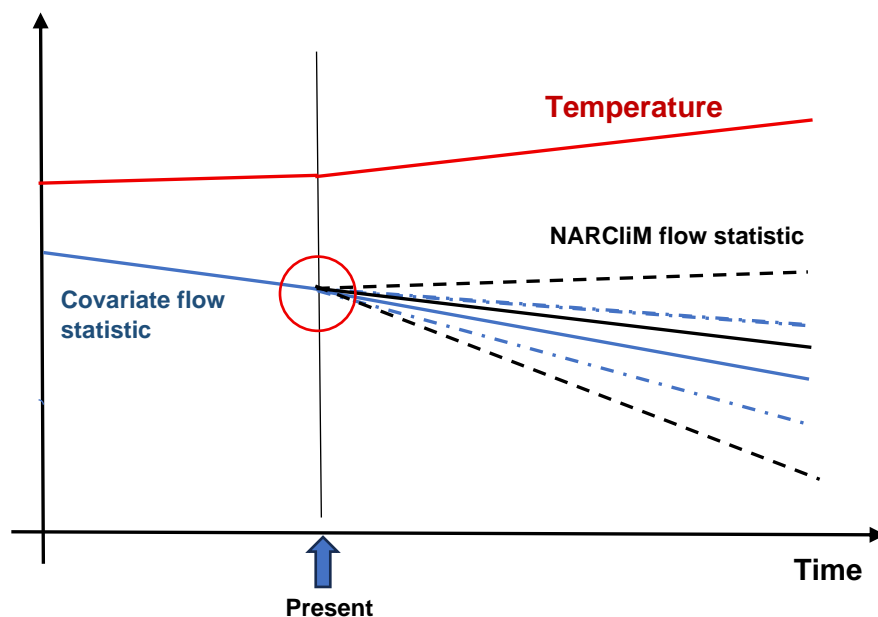 Temperature
NARCliM flow statistic
Covariate flow
statistic
Time
Present